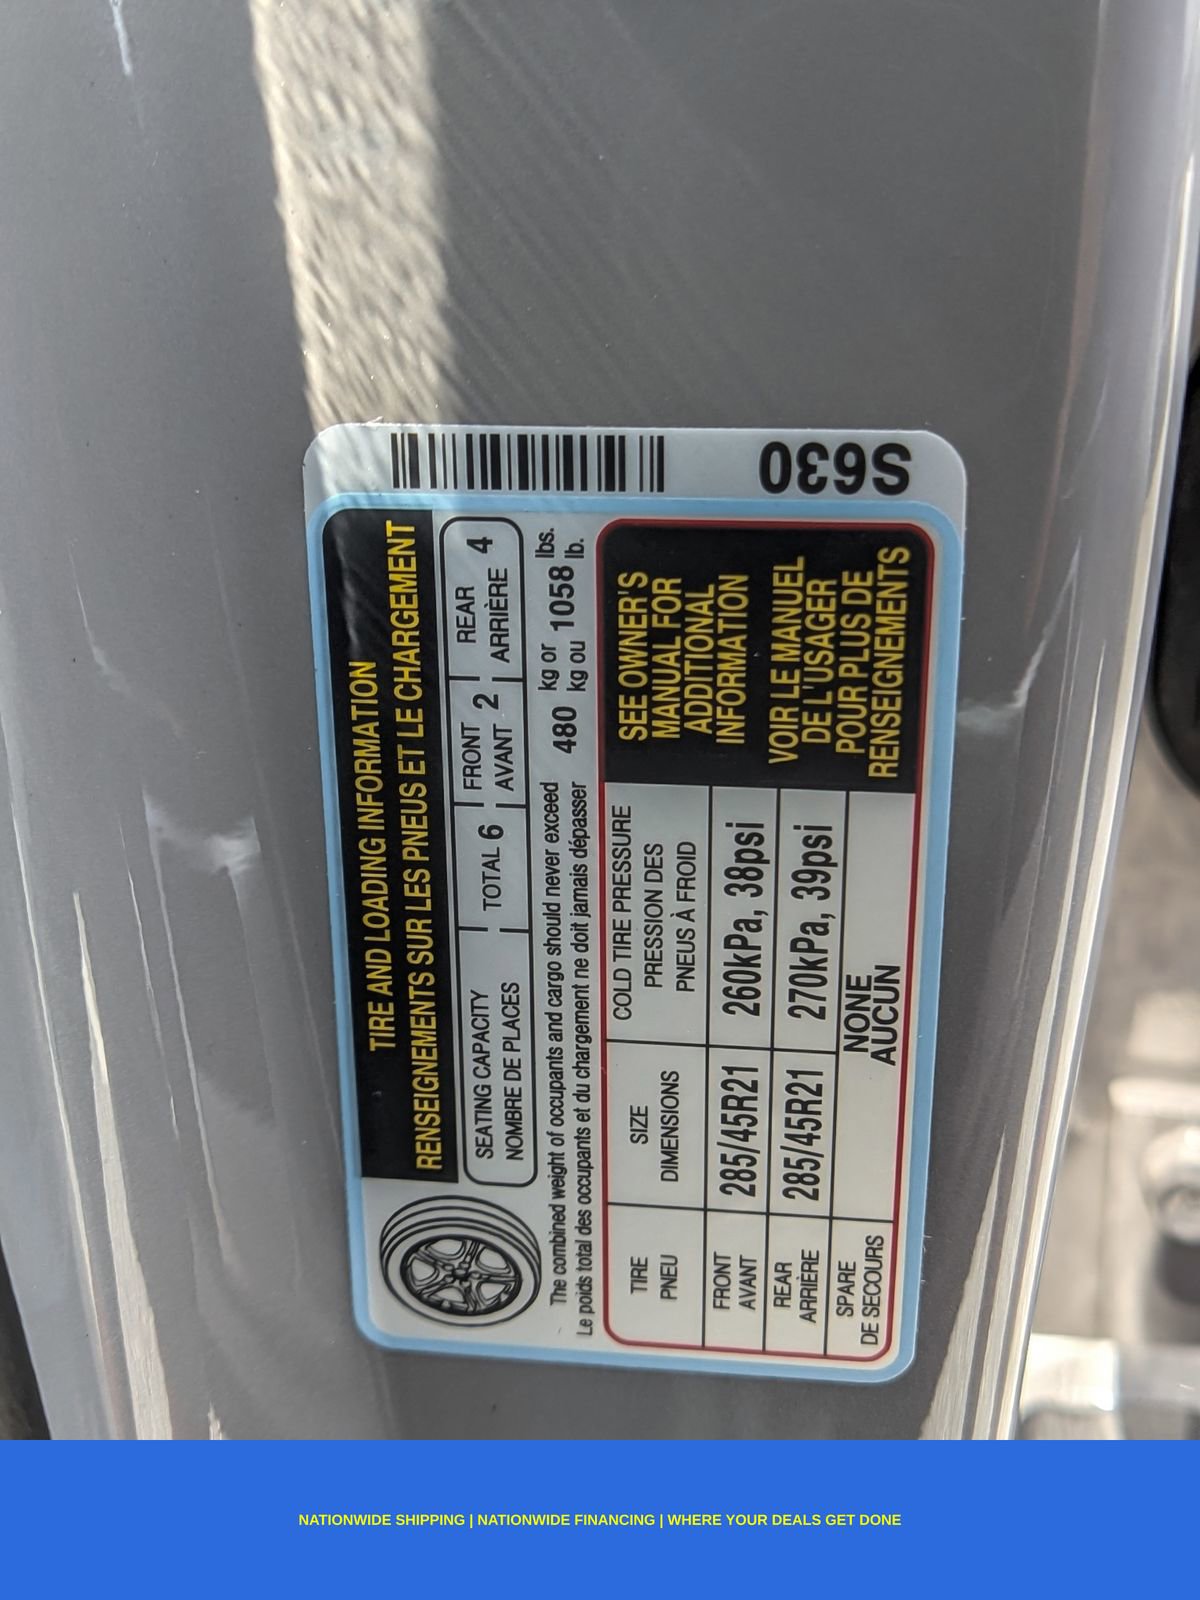 S630
TIRE AND LOADING INFORMATION
RENSEIGNEMENTS SUR LES PNEUS ET LE CHARGEMENT
SEATING CAPACITY
NOMBRE DE PLACES
TOTAL 6
FRONT
AVANT 2
REAR
ARRIÈRE 4
The combined weight of occupants and cargo should never exceed 480 kg or 1058 lbs.
Le poids total des occupants et du chargement ne doit jamais dépasser kg ou lb.
TIRE
PNEU
SIZE
DIMENSIONS
COLD TIRE PRESSURE
PRESSION DES
PNEUS À FROID
FRONT
AVANT
285/45R21
260kPa, 38psi
REAR
ARRIÈRE
285/45R21
270kPa, 39psi
SPARE
DE SECOURS
NONE
AUCUN
SEE OWNER'S
MANUAL FOR
ADDITIONAL
INFORMATION
VOIR LE MANUEL
DE L'USAGER
POUR PLUS DE
RENSEIGNEMENTS
NATIONWIDE SHIPPING | NATIONWIDE FINANCING | WHERE YOUR DEALS GET DONE